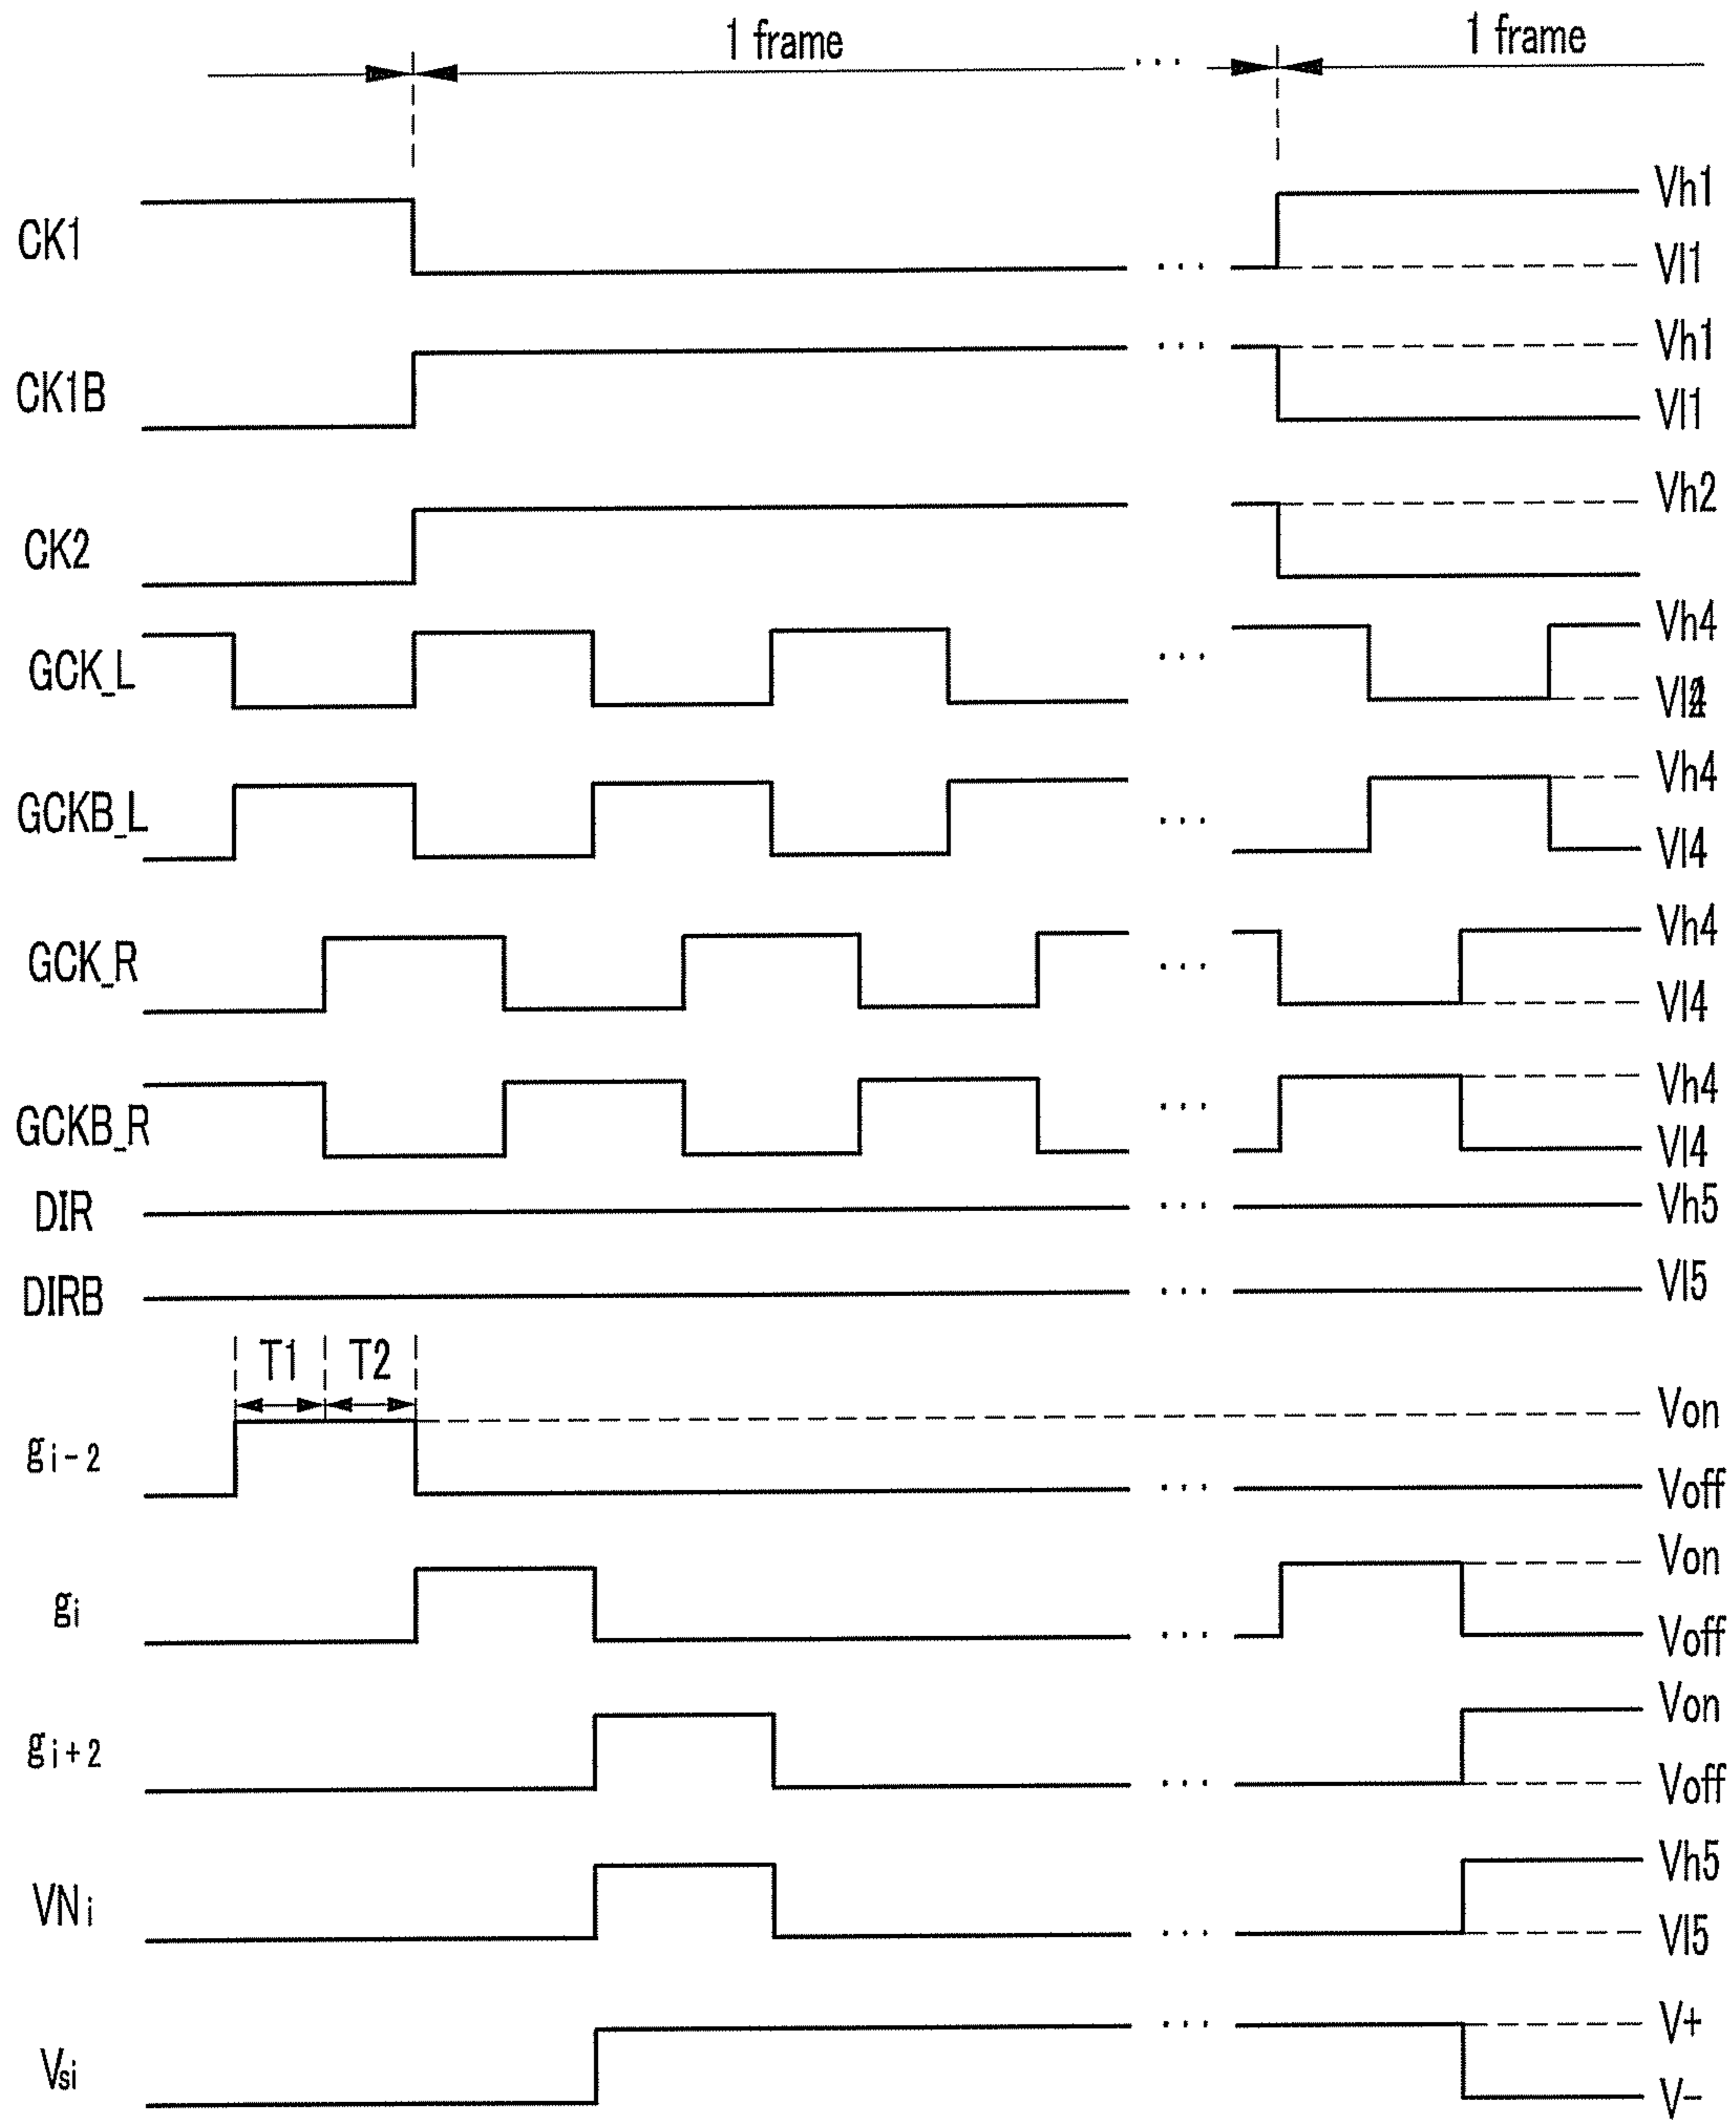 1 frame
1 frame
CK1
Vh1
Vl1
CK1B
Vh1
Vl1
CK2
Vh2
GCK_L
Vh4
GCKB_L
Vh4
Vl4
GCK_R
Vh4
Vl4
GCKB_R
Vh4
Vl4
DIR
Vh5
DIRB
Vl5
T1
T2
gi-2
Von
Voff
gi
Von
Voff
gi+2
Von
Voff
VNi
Vh5
Vl5
Vsi
V+
V-